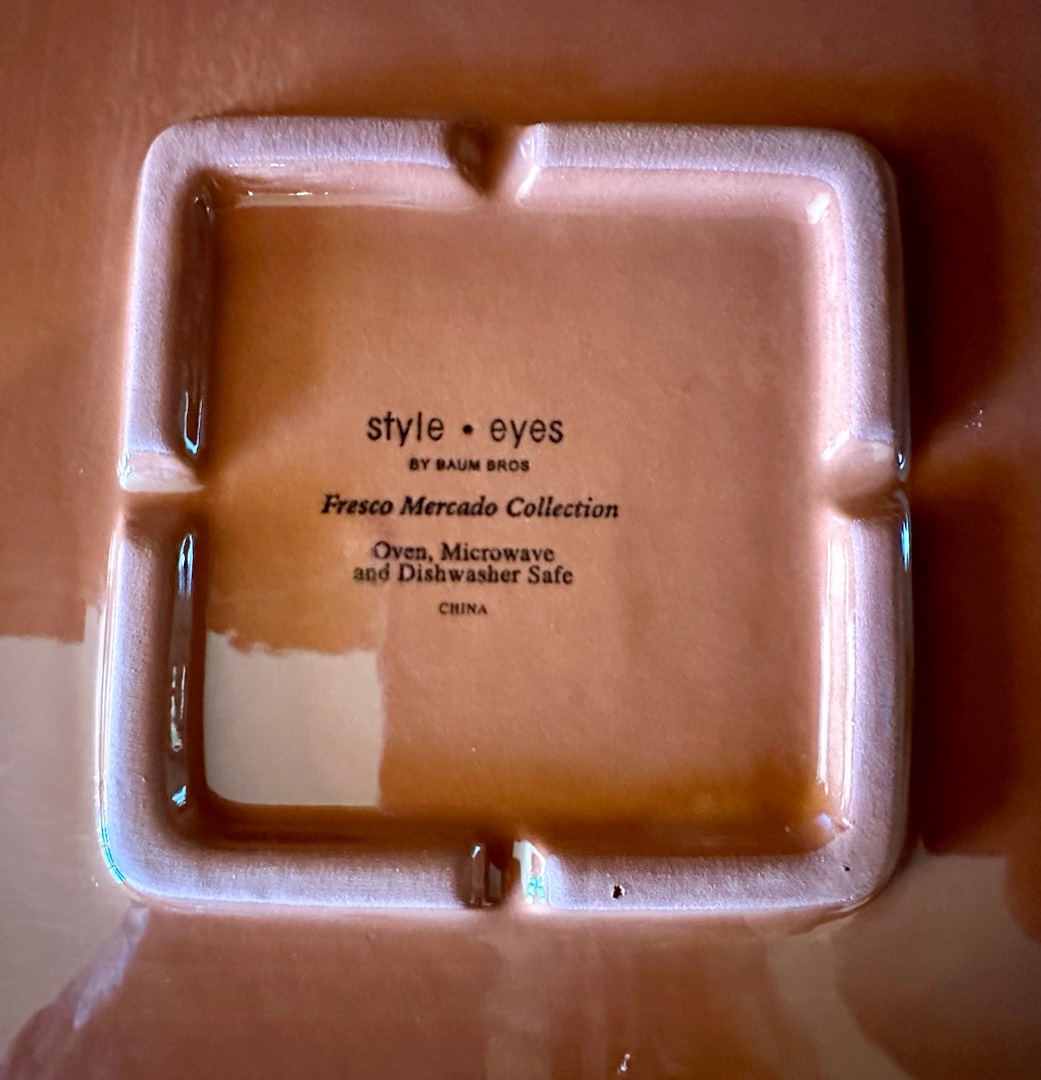 style • eyes
BY BAUM BROS
Fresco Mercado Collection
Oven, Microwave
and Dishwasher Safe
CHINA